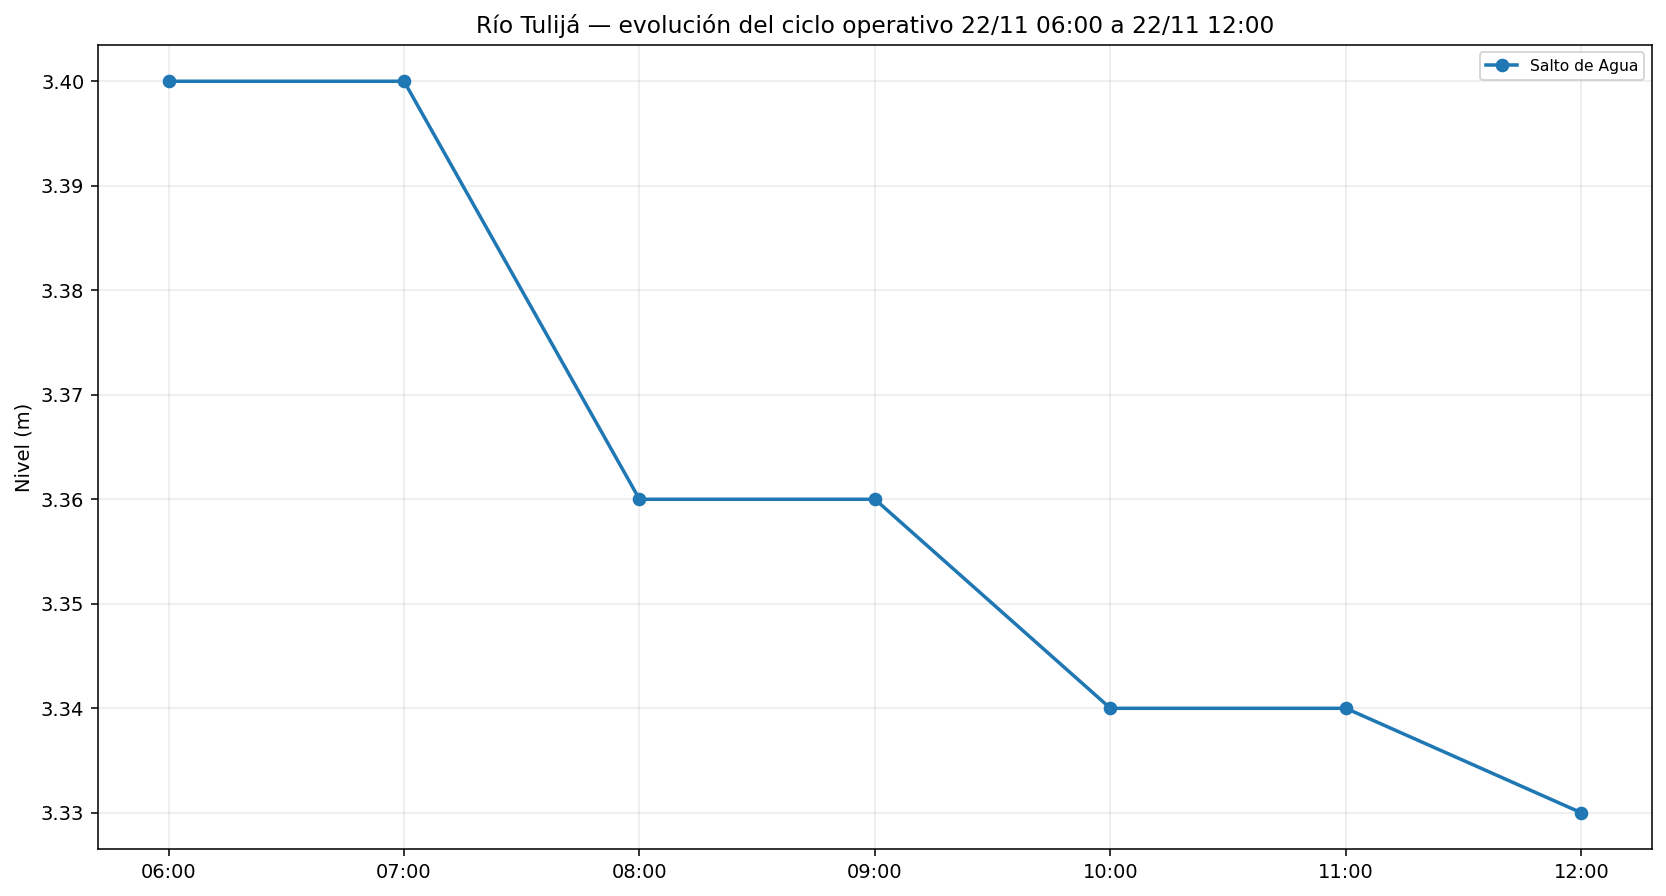 Río Tulijá — evolución del ciclo operativo 22/11 06:00 a 22/11 12:00
Salto de Agua
3.40
3.39
3.38
3.37
3.36
3.35
3.34
3.33
Nivel (m)
06:00 07:00 08:00 09:00 10:00 11:00 12:00